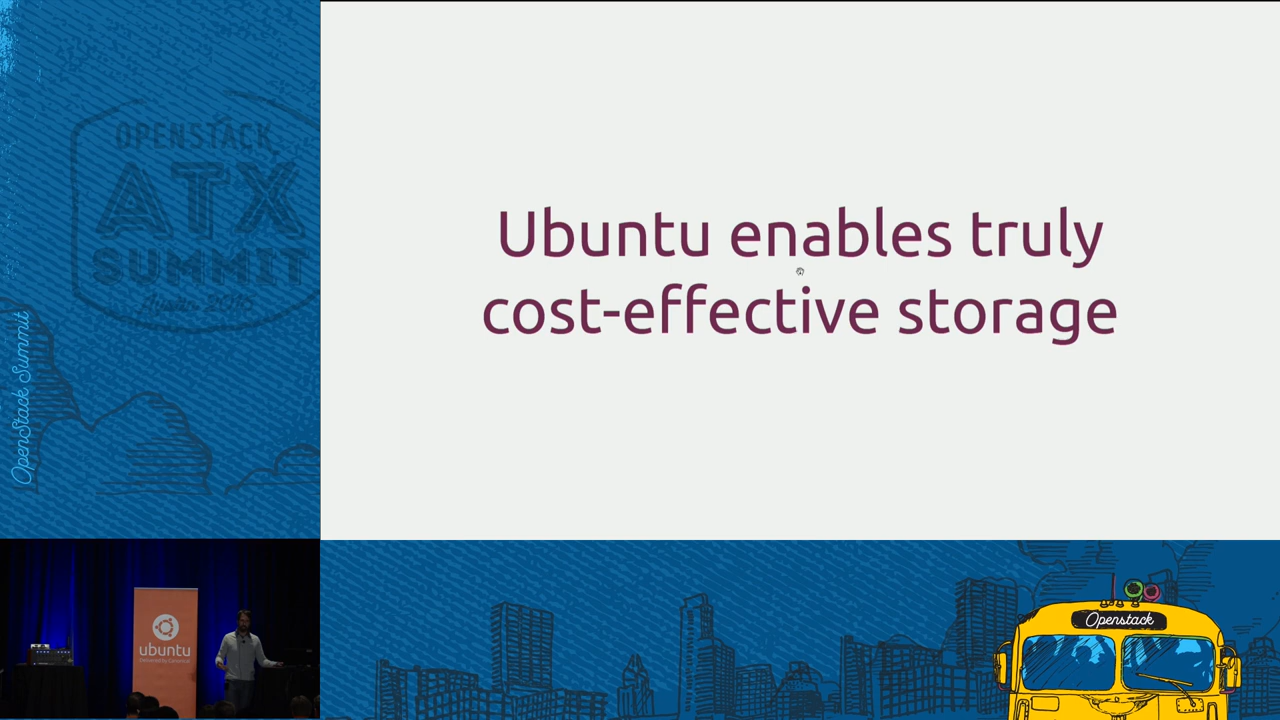 OPENSTACK
ATX
SUMMIT
OpenStack Summit
Ubuntu enables truly
cost-effective storage
ubuntu
Openstack